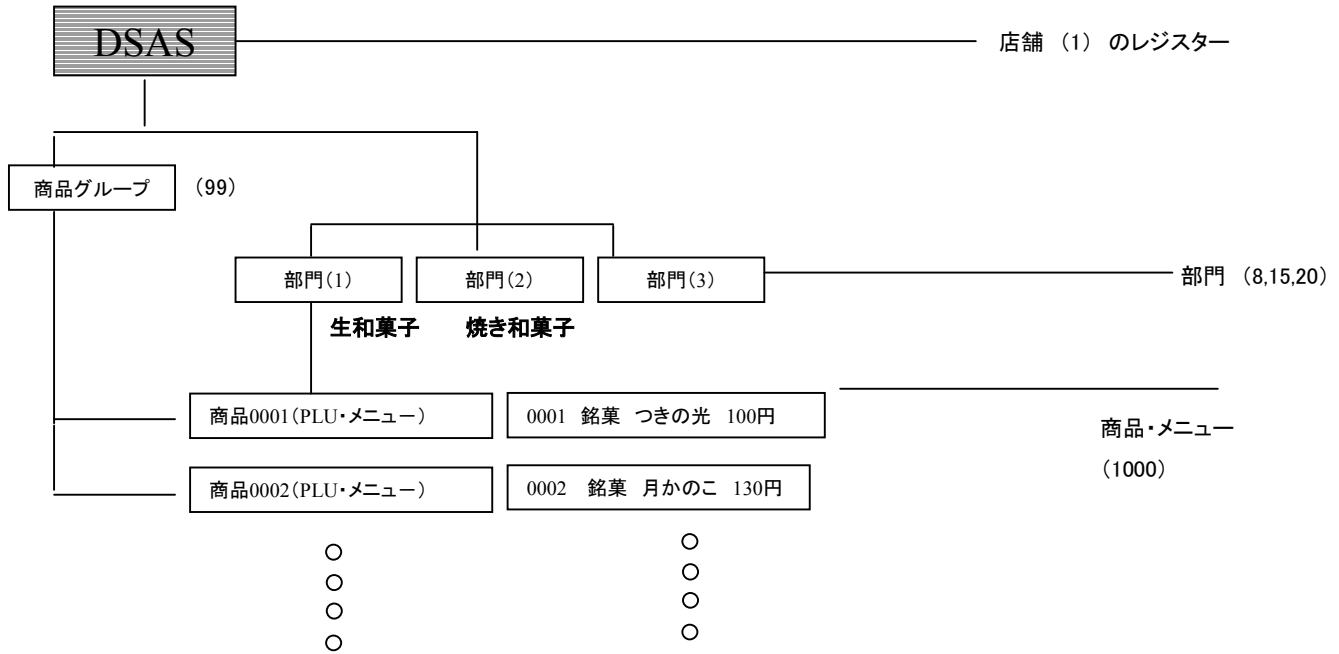 DSAS
店舗 (1) のレジスター
商品グループ (99)
部門(1)
部門(2)
部門(3)
部門 (8,15,20)
生和菓子
焼き和菓子
商品0001(PLU・メニュー)
0001 銘菓 つきの光 100円
商品・メニュー
(1000)
商品0002(PLU・メニュー)
0002 銘菓 月かのこ 130円